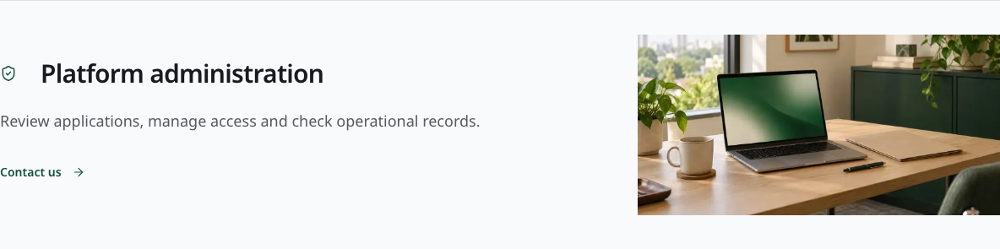 Platform administration
Review applications, manage access and check operational records.
Contact us